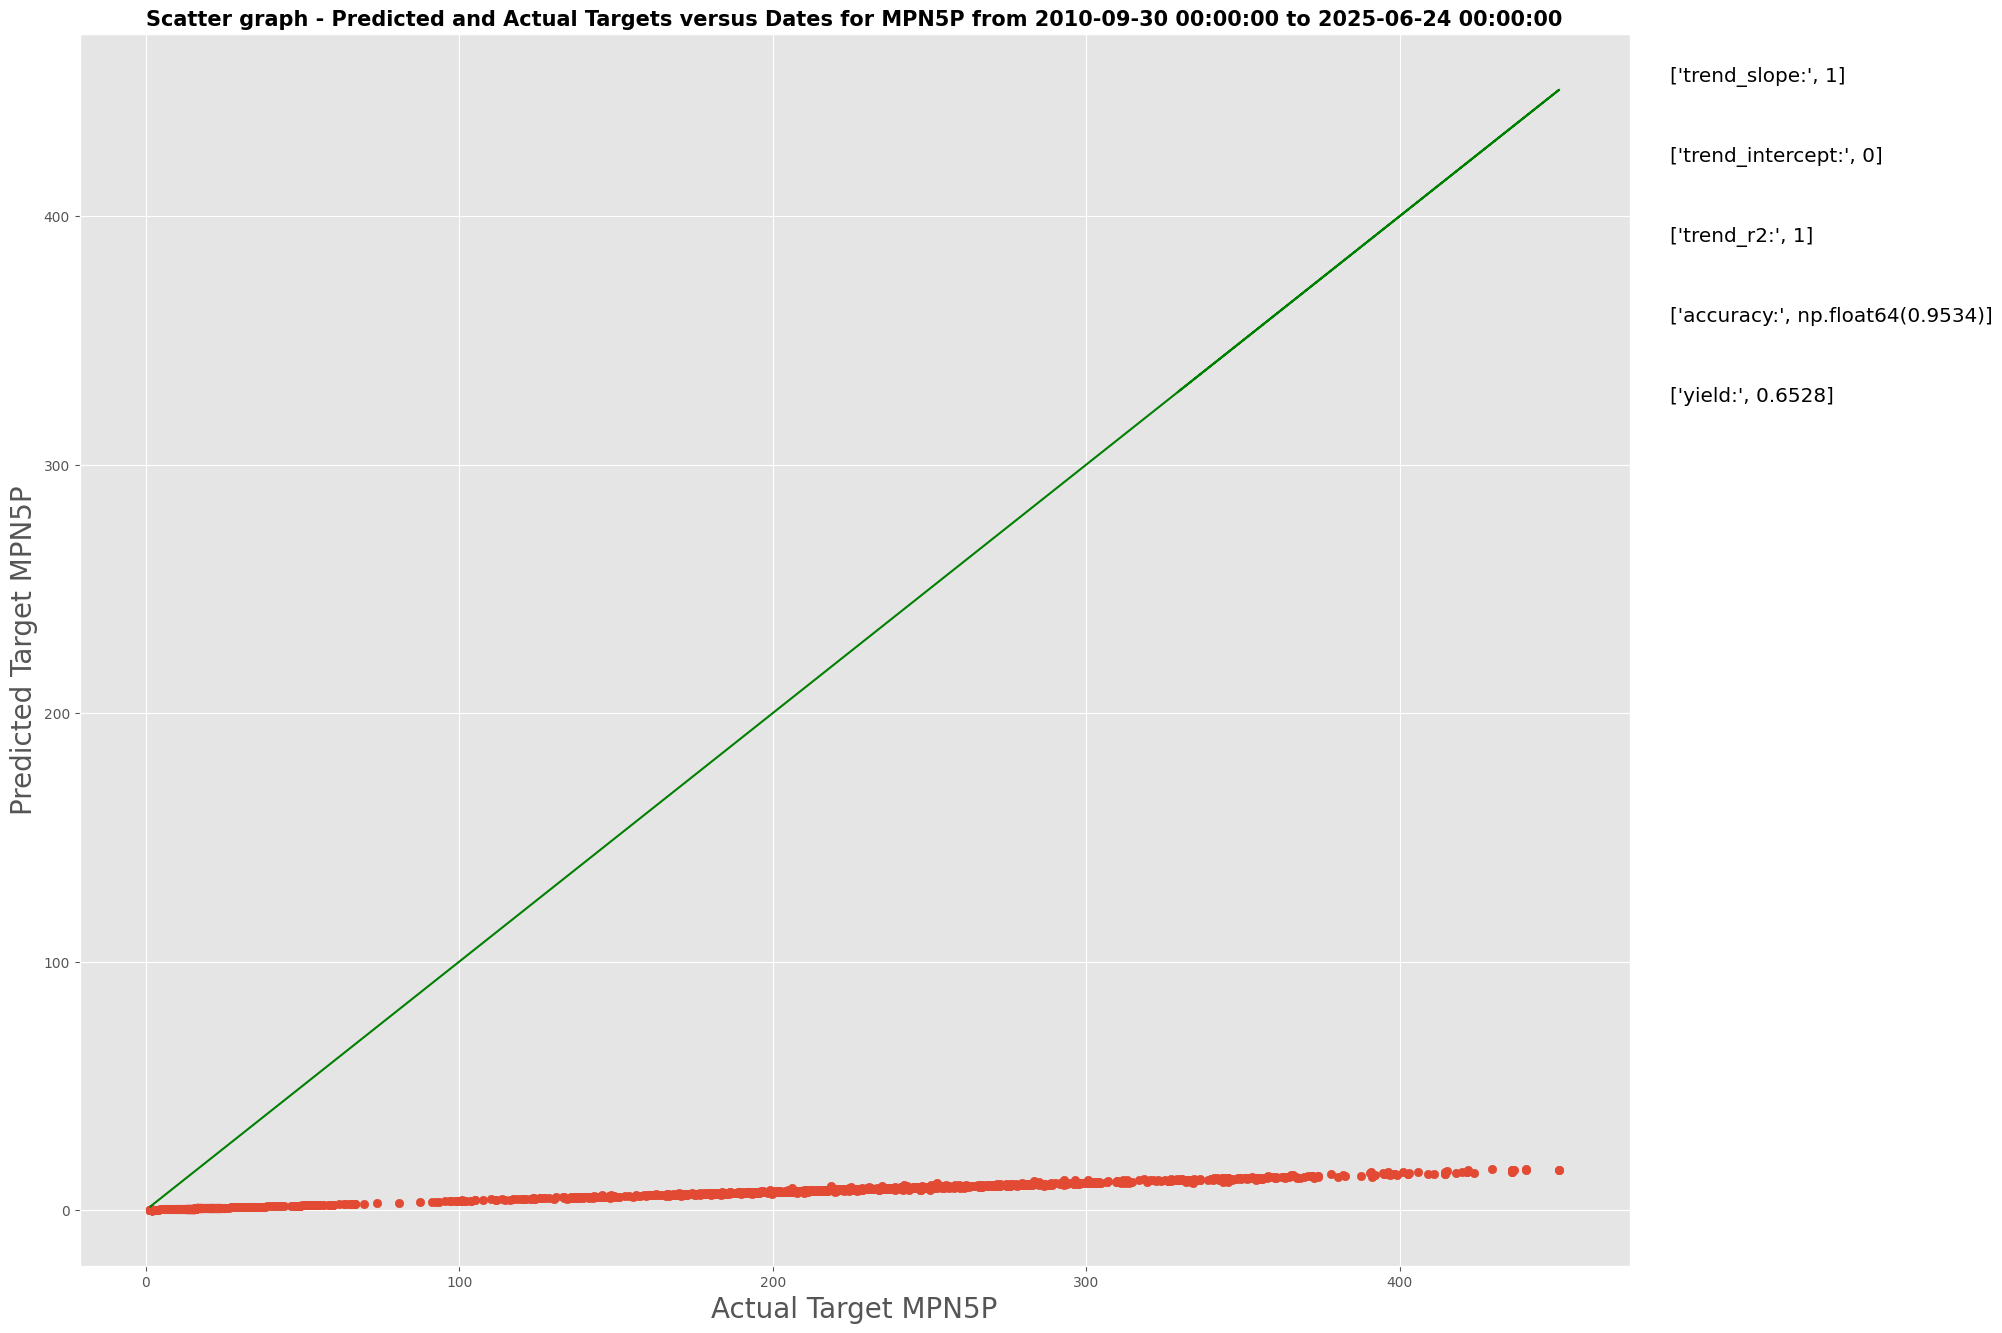 Scatter graph - Predicted and Actual Targets versus Dates for MPN5P from 2010-09-30 00:00:00 to 2025-06-24 00:00:00
['trend_slope:', 1]
['trend_intercept:', 0]
['trend_r2:', 1]
['accuracy:', np.float64(0.9534)]
['yield:', 0.6528]
Predicted Target MPN5P
400
300
200
100
0
0 100 200 300 400
Actual Target MPN5P